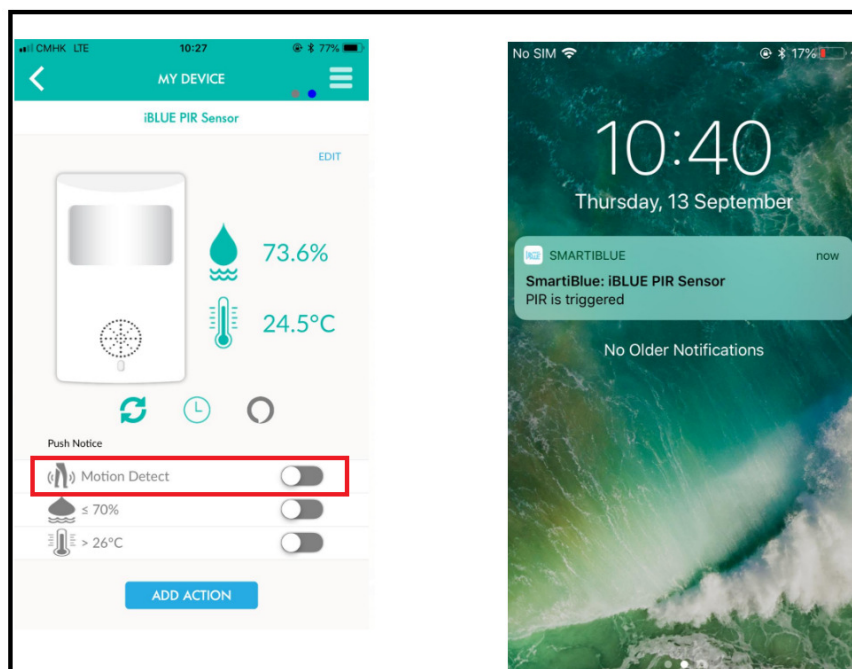 CMHK LTE 10:27 77%
MY DEVICE
iBLUE PIR Sensor
EDIT
73.6%
24.5°C
Push Notice
Motion Detect
≤ 70%
> 26°C
ADD ACTION
No SIM 17%
10:40
Thursday, 13 September
SMARTIBLUE now
SmartiBlue: iBLUE PIR Sensor
PIR is triggered
No Older Notifications